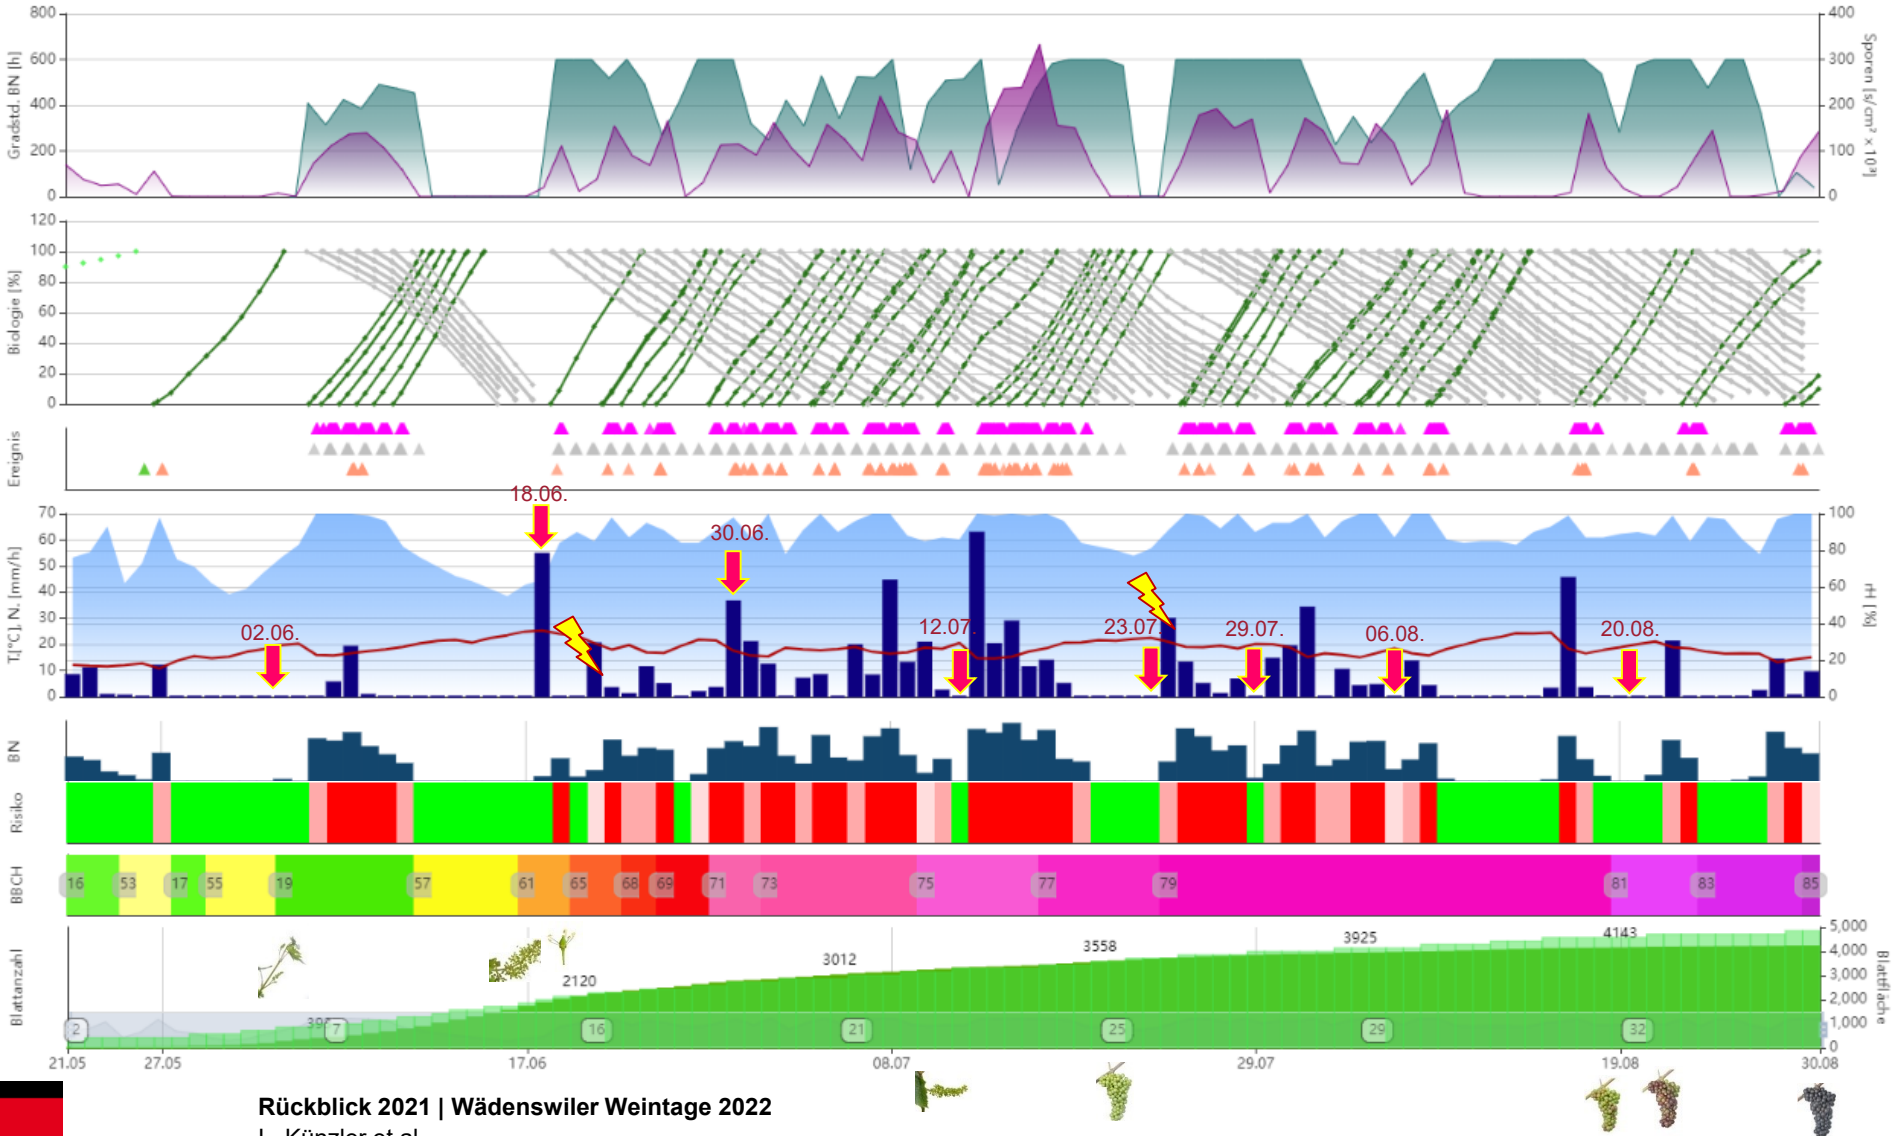 800
600
400
200
0
Gradstd. BN [h]
400
300
200
100
0
Sporen [s/cm² × 10³]
120
100
80
60
40
20
0
Biologie [%]
Ereignis
18.06.
30.06.
02.06.
12.07.
23.07.
29.07.
06.08.
20.08.
70
60
50
40
30
20
10
0
T.[°C], N. [mm/h]
100
80
60
40
20
0
rH [%]
BN
Risiko
BBCH
16 53 17 55 19 57 61 65 68 69 71 73 75 77 79 81 83 85
Blattanzahl
2120 3012 3558 3925 4143
2 7 16 21 25 29 32
5,000
4,000
3,000
2,000
1,000
0
Blattfläche
21.05 27.05 17.06 08.07 29.07 19.08 30.08
Rückblick 2021 | Wädenswiler Weintage 2022
L. Künzler et al.